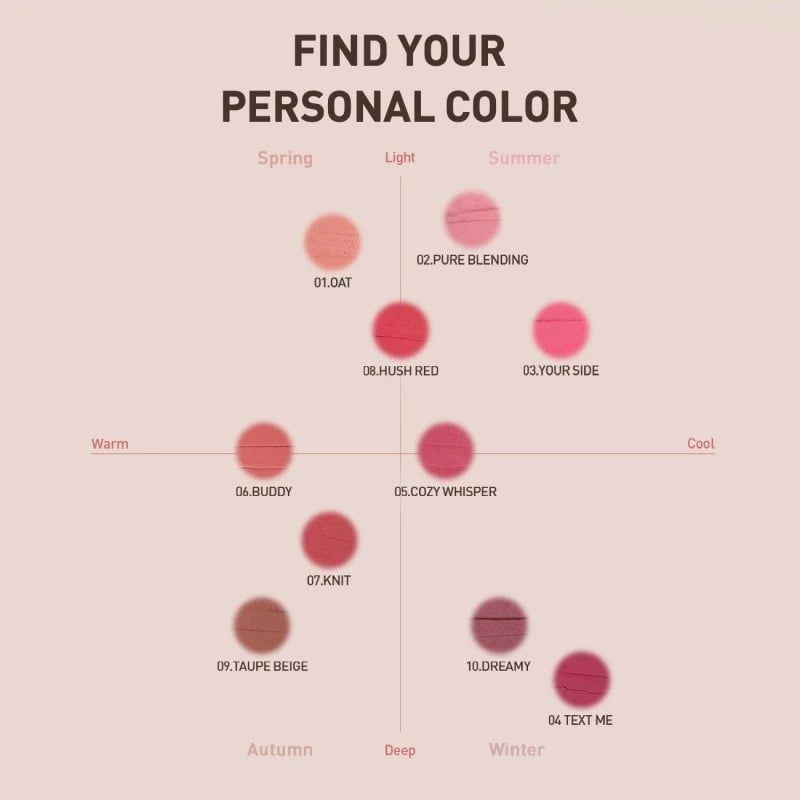 FIND YOUR
PERSONAL COLOR
Spring
Light
Summer
01.OAT
02.PURE BLENDING
08.HUSH RED
03.YOUR SIDE
Warm
Cool
06.BUDDY
05.COZY WHISPER
07.KNIT
09.TAUPE BEIGE
10.DREAMY
04 TEXT ME
Autumn
Deep
Winter